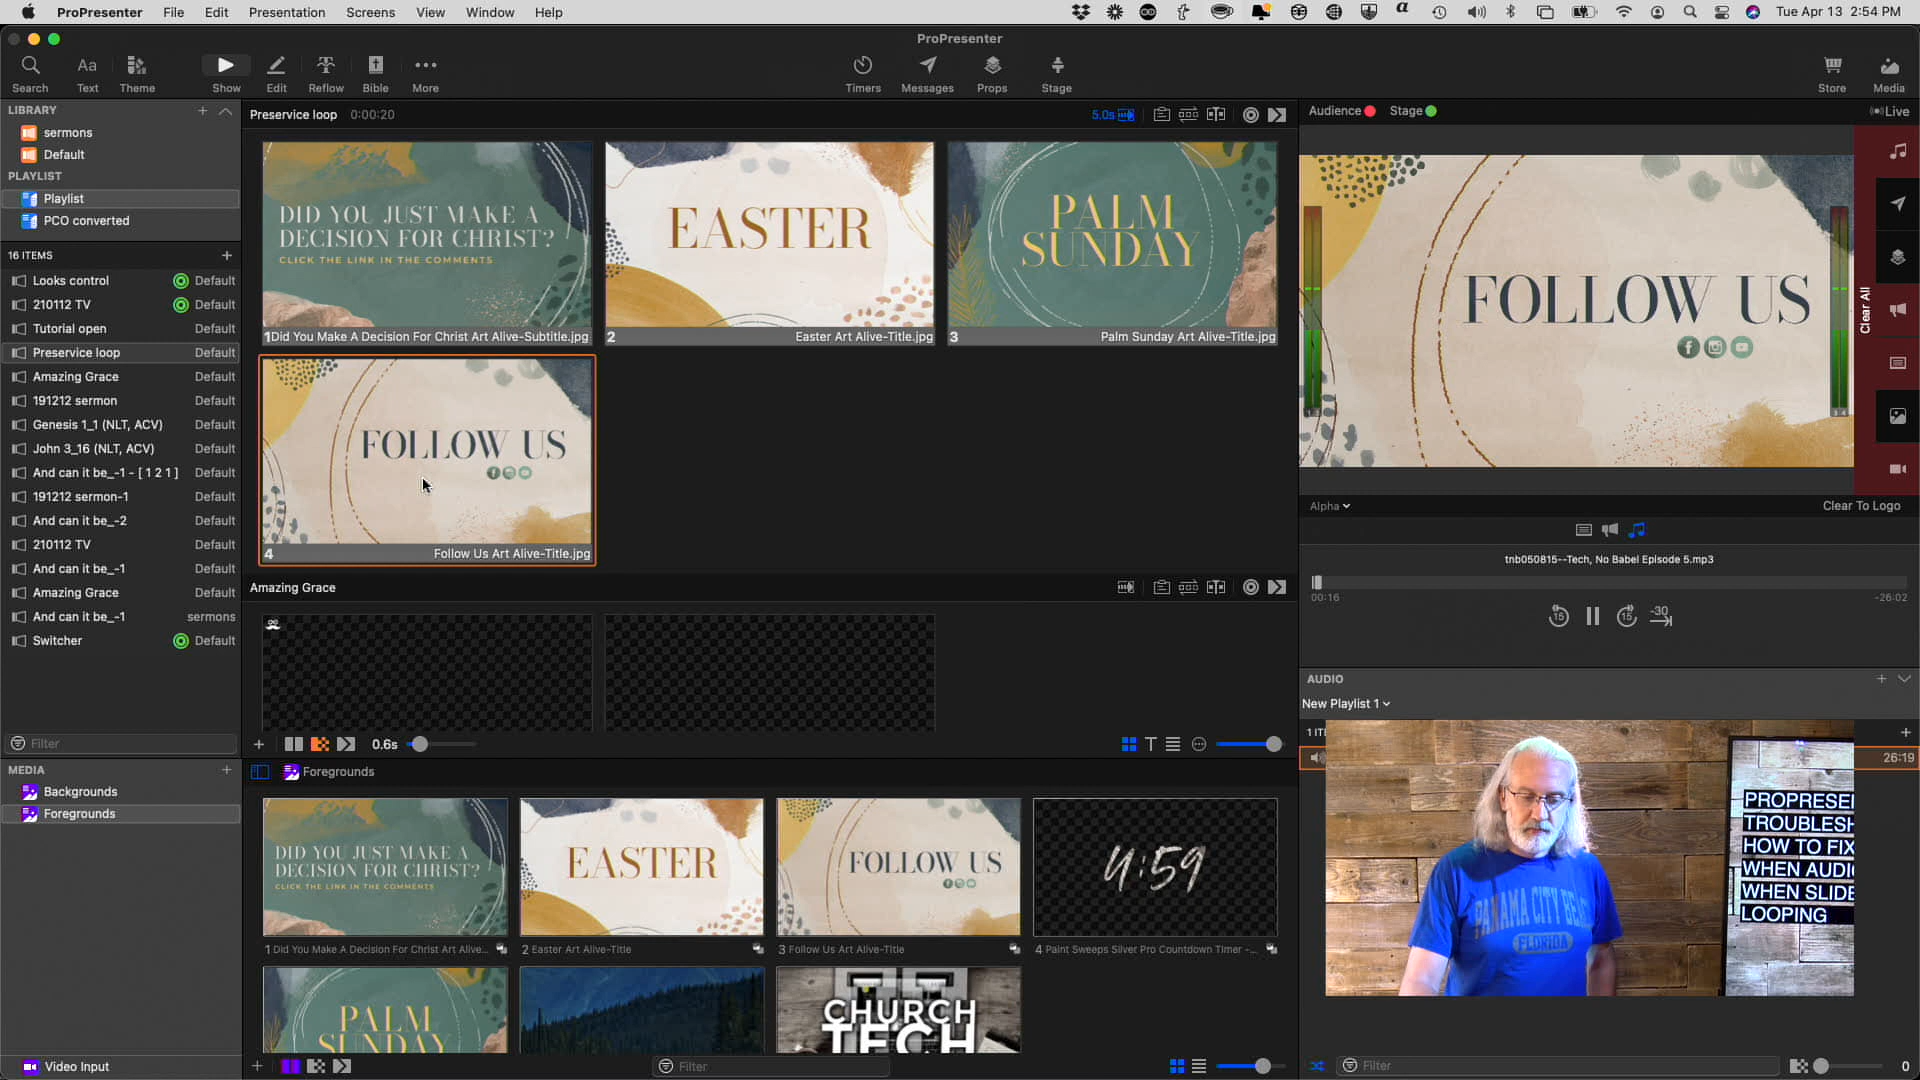 ProPresenter File Edit Presentation Screens View Window Help
Tue Apr 13 2:54 PM
ProPresenter
Search Text Theme Show Edit Reflow Bible More
Timers Messages Props Stage
Store Media
LIBRARY
sermons
Default
PLAYLIST
Playlist
PCO converted
16 ITEMS
Looks control Default
210112 TV Default
Tutorial open Default
Preservice loop Default
Amazing Grace Default
191212 sermon Default
Genesis 1_1 (NLT, ACV) Default
John 3_16 (NLT, ACV) Default
And can it be_-1 - [ 1 2 1 ] Default
191212 sermon-1 Default
And can it be_-2 Default
210112 TV Default
And can it be_-1 Default
Amazing Grace Default
And can it be_-1 sermons
Switcher Default
Filter
MEDIA
Backgrounds
Foregrounds
Video Input
Preservice loop 0:00:20
5.0s
DID YOU JUST MAKE A
DECISION FOR CHRIST?
CLICK THE LINK IN THE COMMENTS
1Did You Make A Decision For Christ Art Alive-Subtitle.jpg
EASTER
2 Easter Art Alive-Title.jpg
PALM
SUNDAY
3 Palm Sunday Art Alive-Title.jpg
FOLLOW US
4 Follow Us Art Alive-Title.jpg
Amazing Grace
0.6s
Foregrounds
DID YOU JUST MAKE A
DECISION FOR CHRIST?
CLICK THE LINK IN THE COMMENTS
1 Did You Make A Decision For Christ Art Alive...
EASTER
2 Easter Art Alive-Title
FOLLOW US
3 Follow Us Art Alive-Title
4:59
4 Paint Sweeps Silver Pro Countdown Timer -...
PALM
SUNDAY
CHURCH
TECH
Filter
Audience Stage Live
FOLLOW US
Clear All
1 2
3 4
Alpha Clear To Logo
tnb050815--Tech, No Babel Episode 5.mp3
00:16 -26:02
15 15 -30
AUDIO
New Playlist 1
1 ITE
26:19
PANAMA CITY BEA
FLORIDA
PROPRESEN
TROUBLESH
HOW TO FIX
WHEN AUDIO
WHEN SLIDE
LOOPING
Filter
0